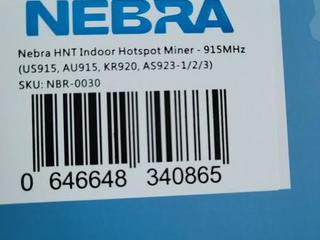 NEBRA
Nebra HNT Indoor Hotspot Miner - 915MHz
(US915, AU915, KR920, AS923-1/2/3)
SKU: NBR-0030
0 646648 340865